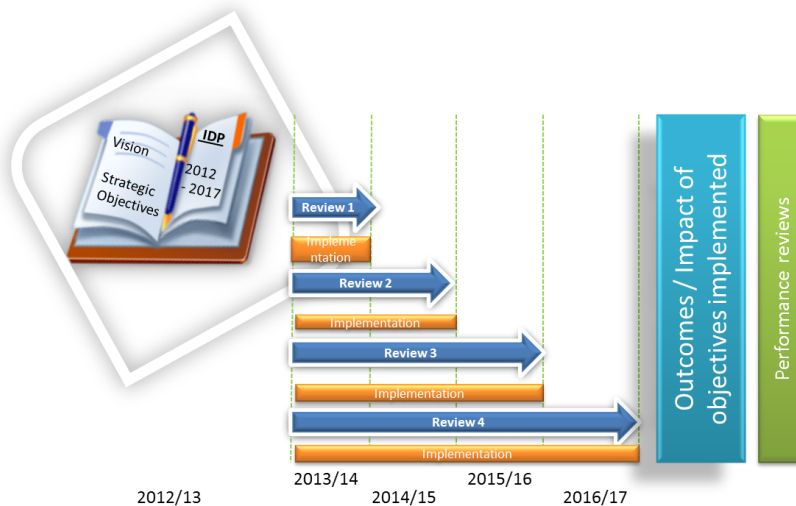 Vision
Strategic
Objectives
IDP
2012
- 2017
Review 1
Impleme
ntation
Review 2
Implementation
Review 3
Implementation
Review 4
Implementation
2012/13
2013/14
2014/15
2015/16
2016/17
Outcomes / Impact of
objectives implemented
Performance reviews